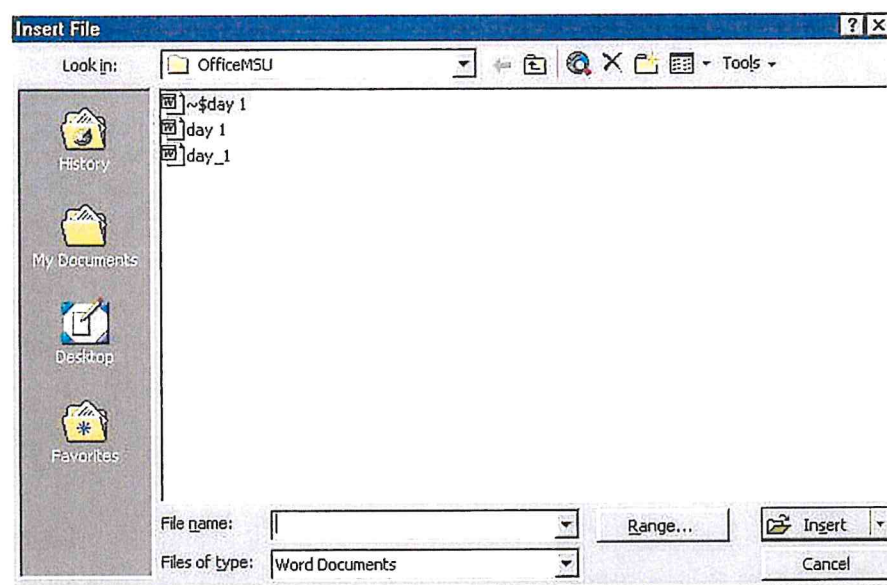 Insert File
Look in: OfficeMSU Tools
~$day 1
day 1
day_1
History
My Documents
Desktop
Favorites
File name: Range... Insert
Files of type: Word Documents Cancel